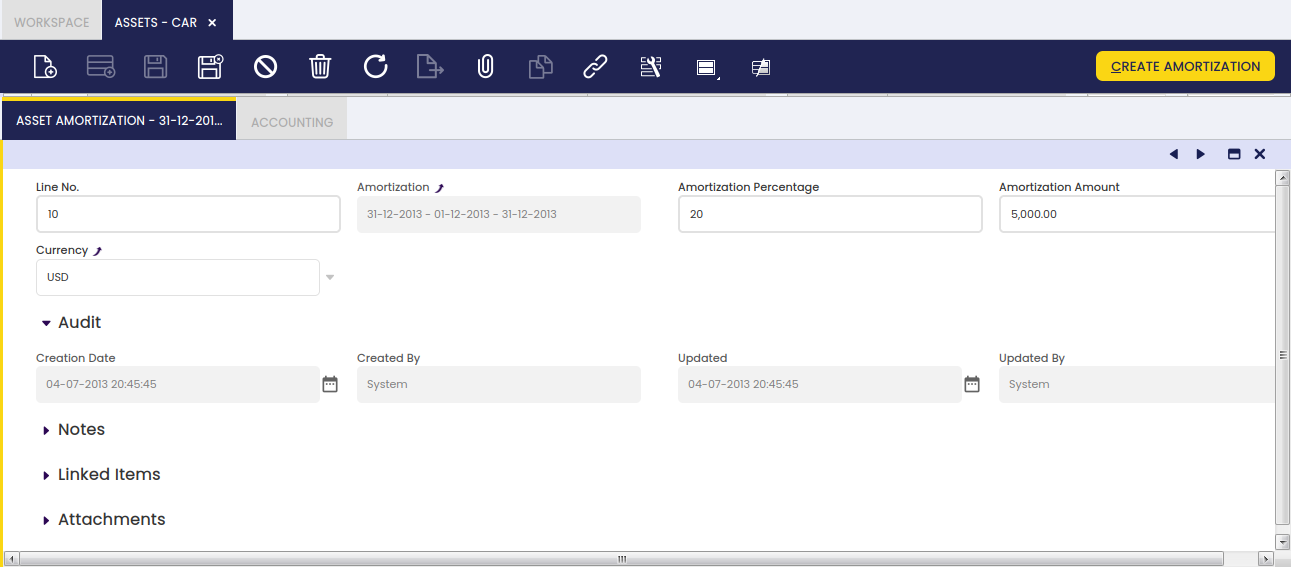 WORKSPACE
ASSETS - CAR
CREATE AMORTIZATION
ASSET AMORTIZATION - 31-12-201...
ACCOUNTING
Line No. Amortization Amortization Percentage Amortization Amount
10 31-12-2013 - 01-12-2013 - 31-12-2013 20 5,000.00
Currency
USD
Audit
Creation Date Created By Updated Updated By
04-07-2013 20:45:45 System 04-07-2013 20:45:45 System
Notes
Linked Items
Attachments